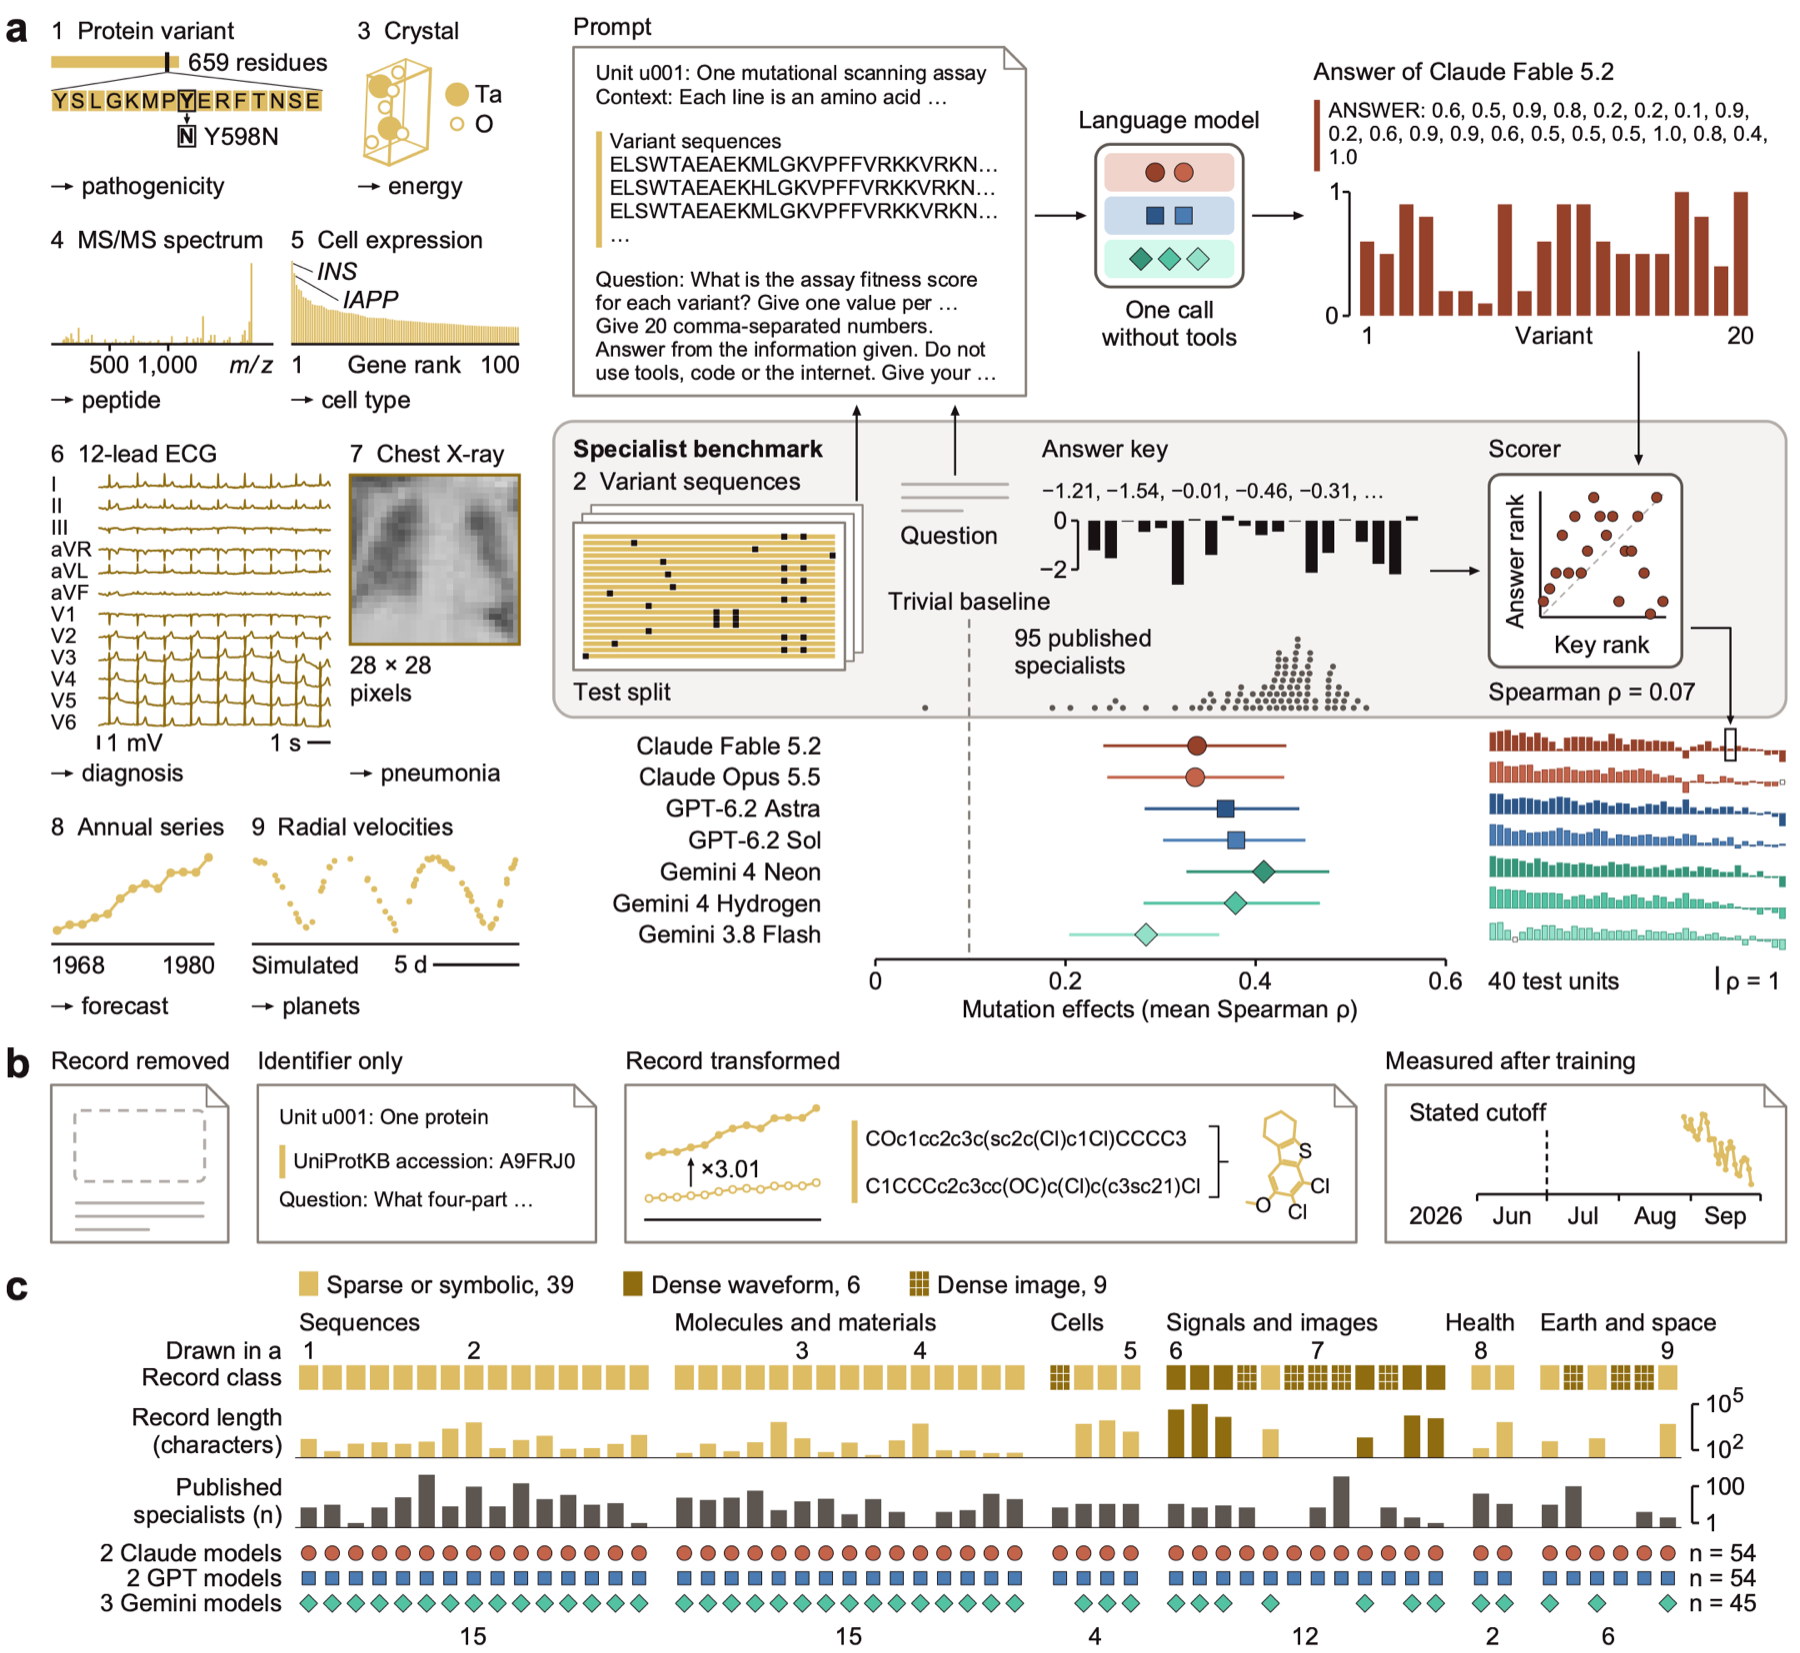 a
1 Protein variant
659 residues
YSLGKMPYERFTNSE
N Y598N
→ pathogenicity
3 Crystal
Ta
O
→ energy
4 MS/MS spectrum
500 1,000 m/z
→ peptide
5 Cell expression
INS
IAPP
1 Gene rank 100
→ cell type
6 12-lead ECG
I
II
III
aVR
aVL
aVF
V1
V2
V3
V4
V5
V6
1 mV 1 s
→ diagnosis
7 Chest X-ray
28 × 28
pixels
→ pneumonia
8 Annual series
1968 1980
→ forecast
9 Radial velocities
Simulated 5 d
→ planets
Prompt
Unit u001: One mutational scanning assay
Context: Each line is an amino acid …
Variant sequences
ELSWTAEAEKMLGKVPFFVRKKVRKN…
ELSWTAEAEKHLGKVPFFVRKKVRKN…
ELSWTAEAEKMLGKVPFFVRKKVRKN…
…
Question: What is the assay fitness score
for each variant? Give one value per …
Give 20 comma-separated numbers.
Answer from the information given. Do not
use tools, code or the internet. Give your …
Language model
One call
without tools
Answer of Claude Fable 5.2
ANSWER: 0.6, 0.5, 0.9, 0.8, 0.2, 0.2, 0.1, 0.9,
0.2, 0.6, 0.9, 0.9, 0.6, 0.5, 0.5, 0.5, 1.0, 0.8, 0.4,
1.0
1
0
1 Variant 20
Specialist benchmark
2 Variant sequences
Test split
Question
Answer key
−1.21, −1.54, −0.01, −0.46, −0.31, …
0
−2
Scorer
Answer rank
Key rank
Spearman ρ = 0.07
Trivial baseline
95 published
specialists
Claude Fable 5.2
Claude Opus 5.5
GPT-6.2 Astra
GPT-6.2 Sol
Gemini 4 Neon
Gemini 4 Hydrogen
Gemini 3.8 Flash
0 0.2 0.4 0.6
Mutation effects (mean Spearman ρ)
40 test units ρ = 1
b
Record removed
Identifier only
Unit u001: One protein
UniProtKB accession: A9FRJ0
Question: What four-part …
Record transformed
×3.01
COc1cc2c3c(sc2c(Cl)c1Cl)CCCC3
C1CCCc2c3cc(OC)c(Cl)c(c3sc21)Cl
S
Cl
O
Cl
Measured after training
Stated cutoff
2026 Jun Jul Aug Sep
c
Sparse or symbolic, 39 Dense waveform, 6 Dense image, 9
Sequences Molecules and materials Cells Signals and images Health Earth and space
Drawn in a 1 2 3 4 5 6 7 8 9
Record class
Record length
(characters)
10⁵
10²
Published
specialists (n)
100
1
2 Claude models n = 54
2 GPT models n = 54
3 Gemini models n = 45
15 15 4 12 2 6